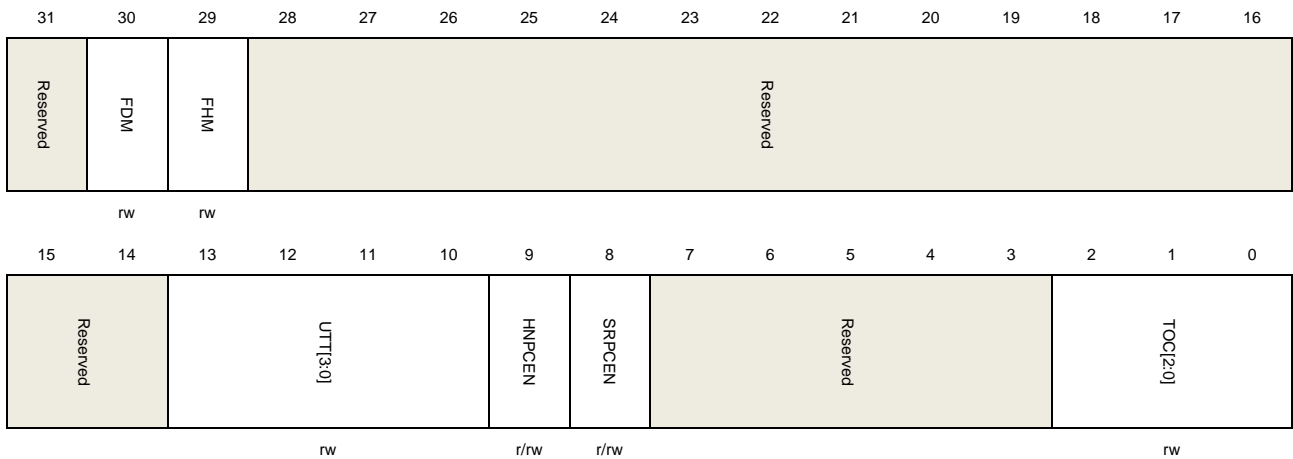 31 30 29 28 27 26 25 24 23 22 21 20 19 18 17 16
Reserved FDM FHM Reserved
rw rw
15 14 13 12 11 10 9 8 7 6 5 4 3 2 1 0
Reserved UTT[3:0] HNPCEN SRPCEN Reserved TOC[2:0]
rw r/rw r/rw rw